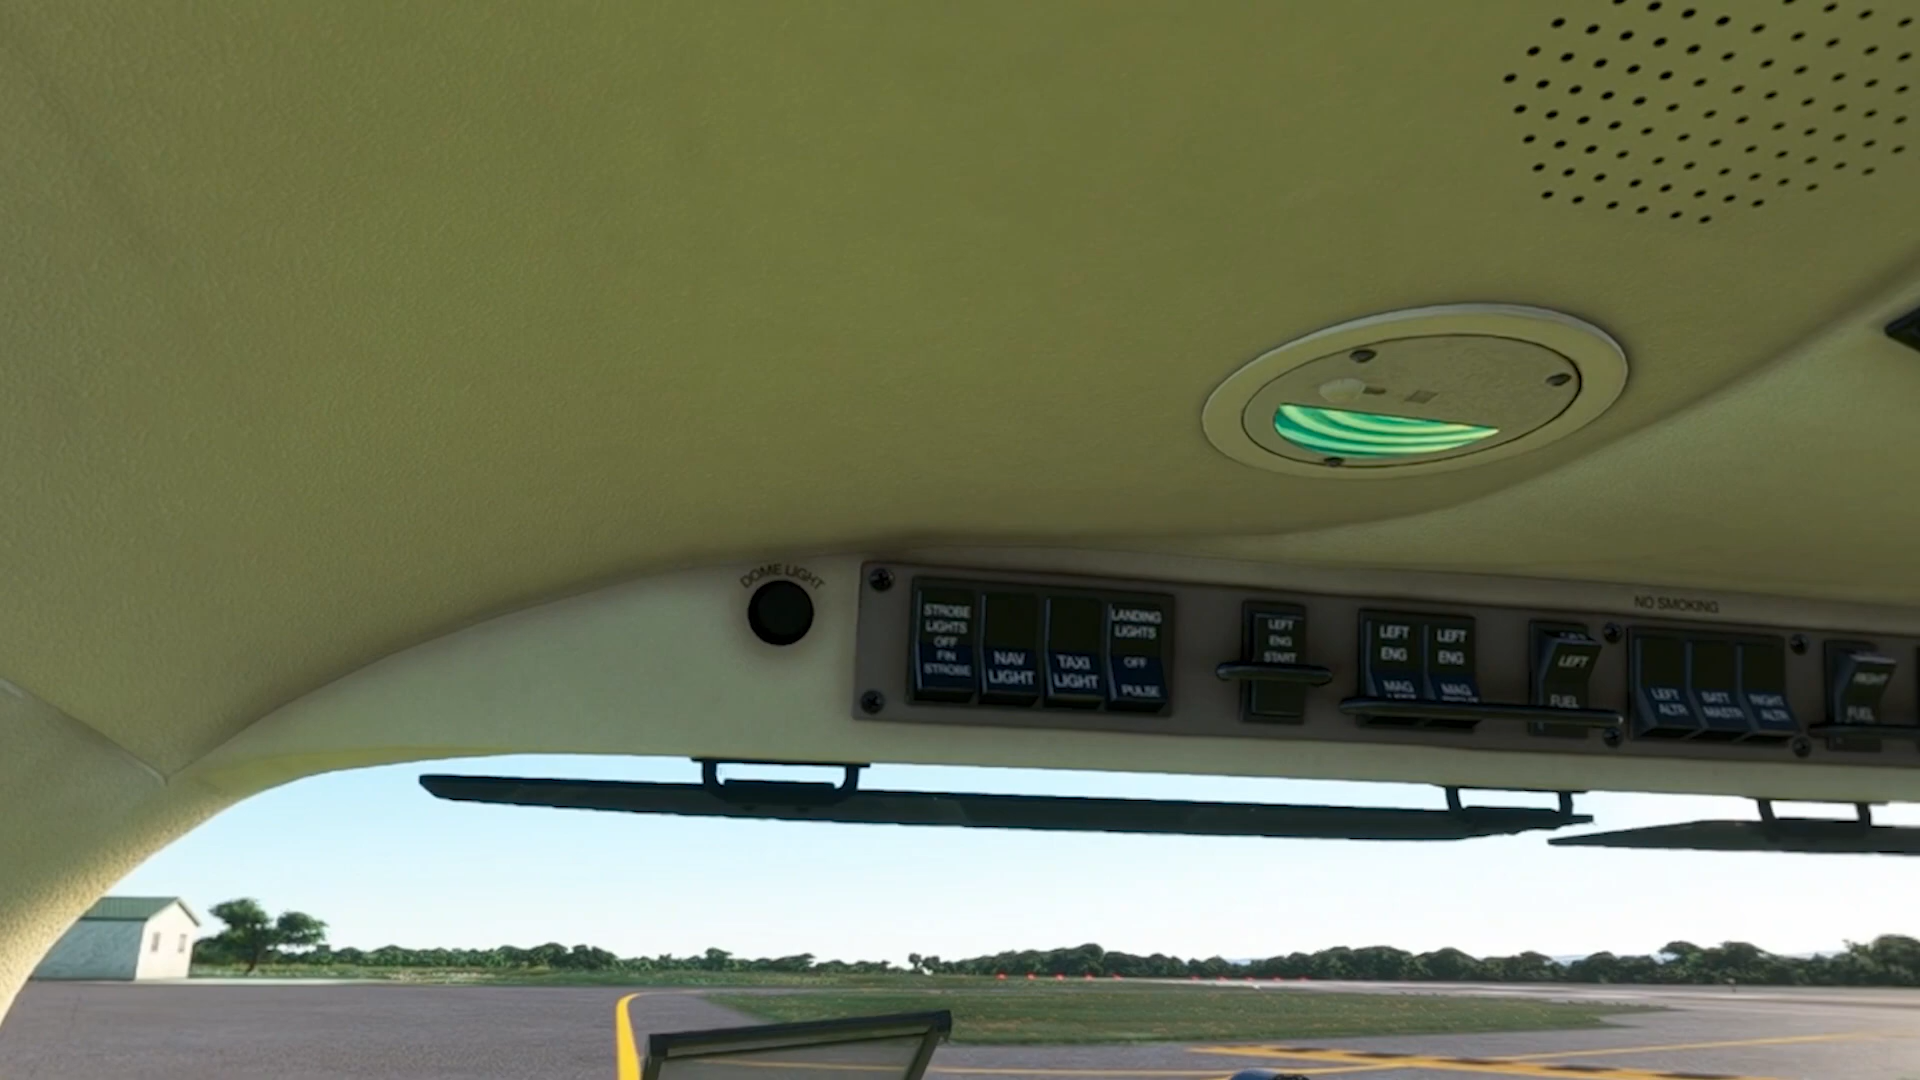 DOME LIGHT
STROBE
LIGHTS
OFF
FIN
STROBE
NAV
LIGHT
TAXI
LIGHT
LANDING
LIGHTS
OFF
PULSE
LEFT
ENG
START
LEFT
ENG
MAG
LEFT
ENG
MAG
LEFT
FUEL
NO SMOKING
LEFT
ALTR
BATT
MASTR
RIGHT
ALTR
RIGHT
FUEL